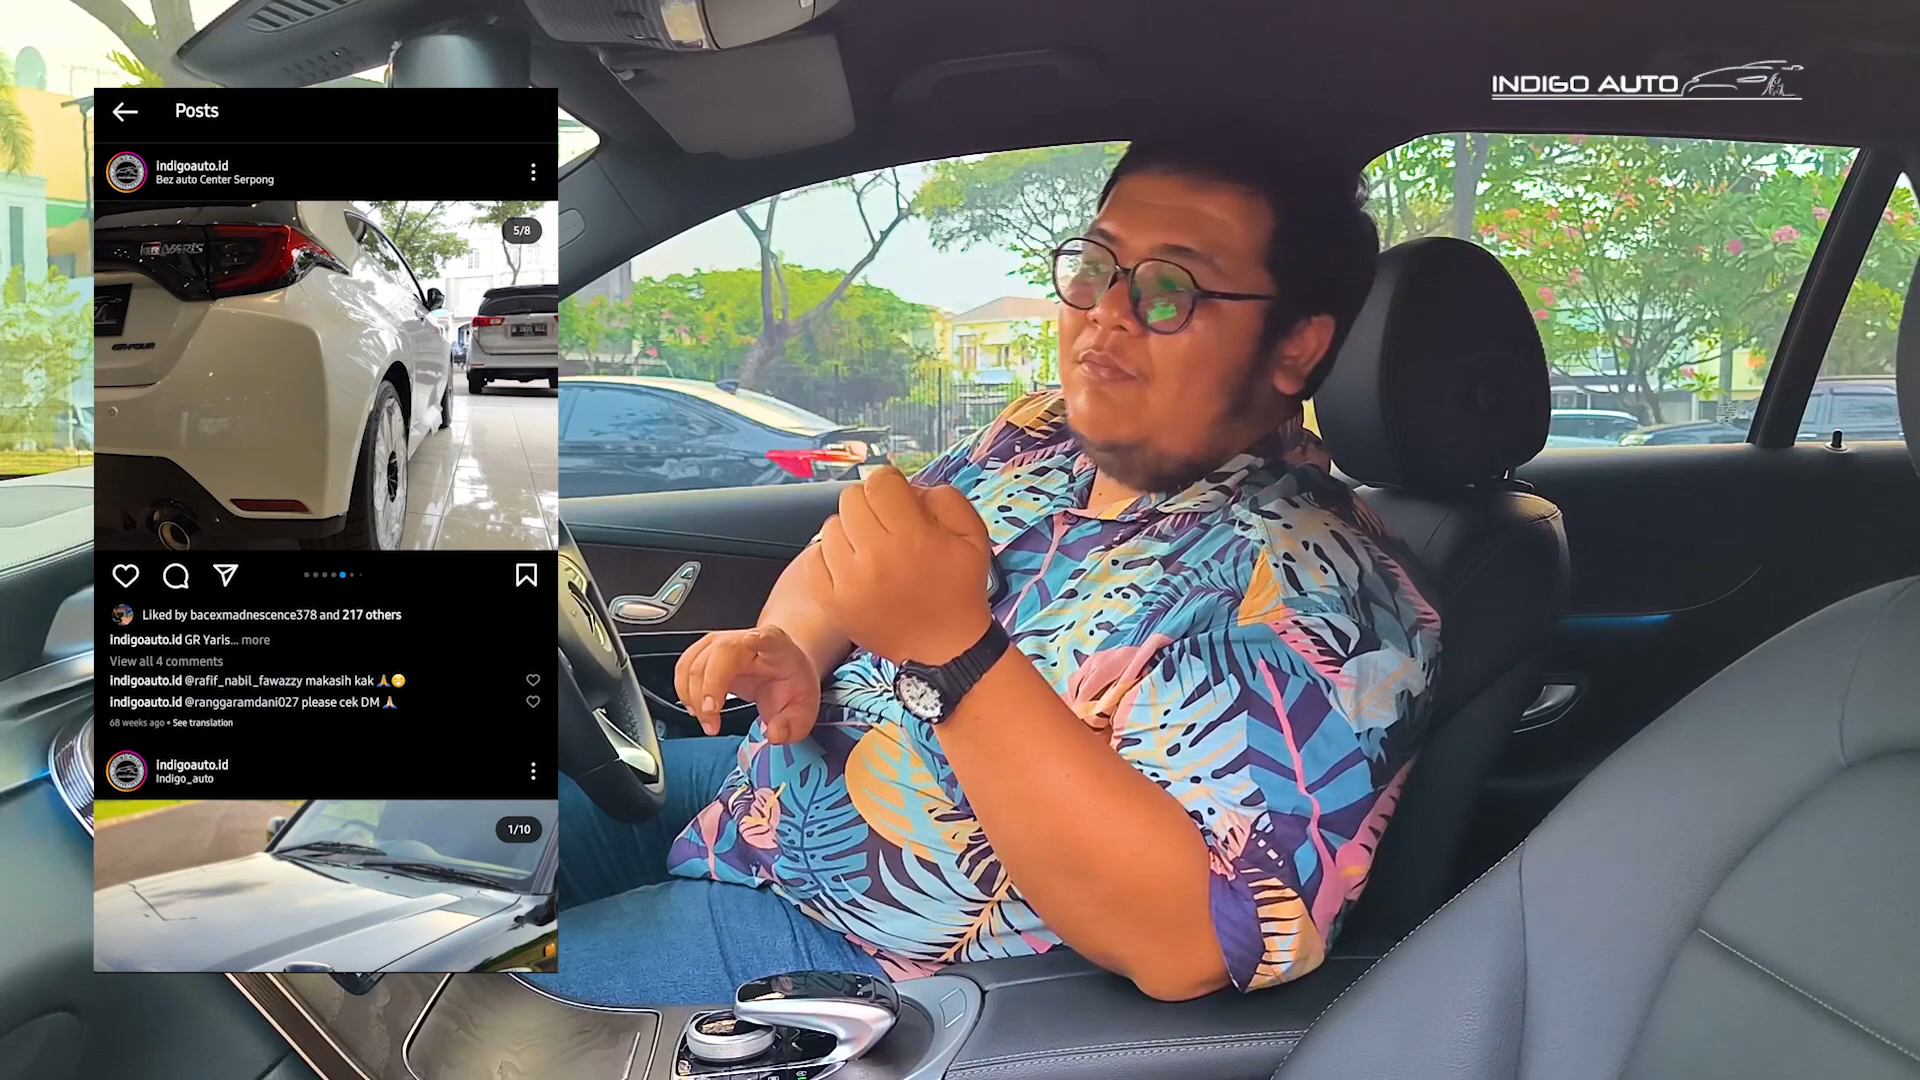 INDIGO AUTO
Posts
indigoauto.id
Bez auto Center Serpong
5/8
GR YARIS
GR-FOUR
Liked by bacexmadnescence378 and 217 others
indigoauto.id GR Yaris... more
View all 4 comments
indigoauto.id @rafif_nabil_fawazzy makasih kak 🙏😁
indigoauto.id @ranggaramdani027 please cek DM 🙏
68 weeks ago • See translation
indigoauto.id
Indigo_auto
1/10